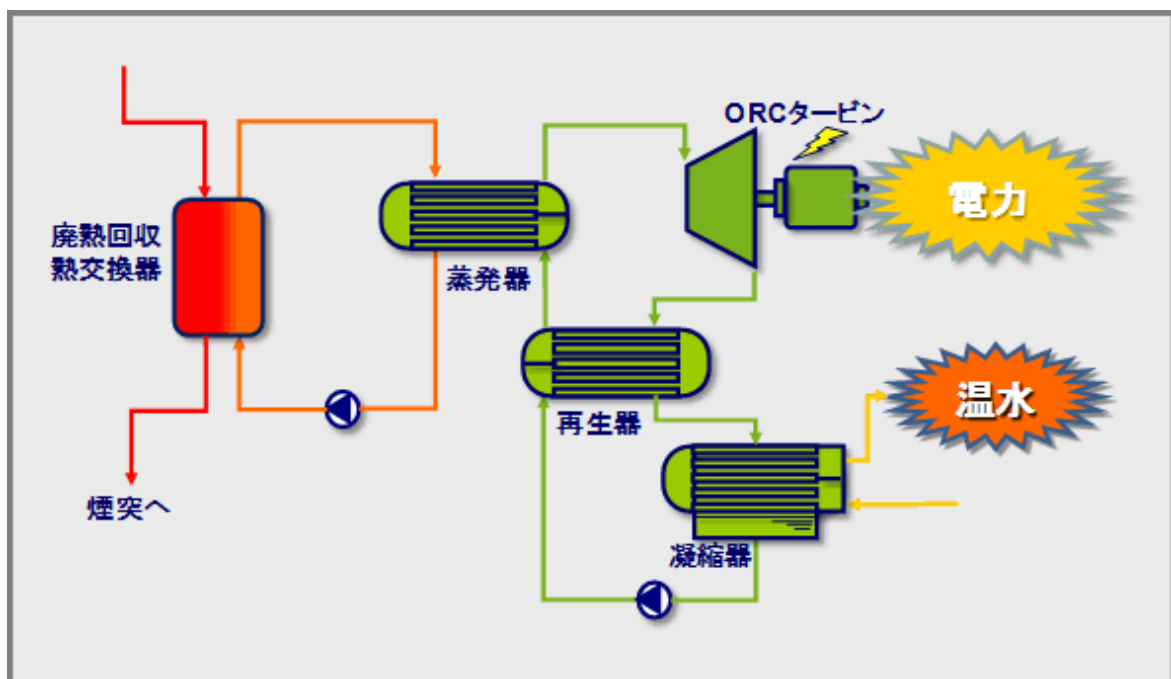 ORCタービン
電力
廃熱回収
熱交換器
蒸発器
温水
再生器
煙突へ
凝縮器